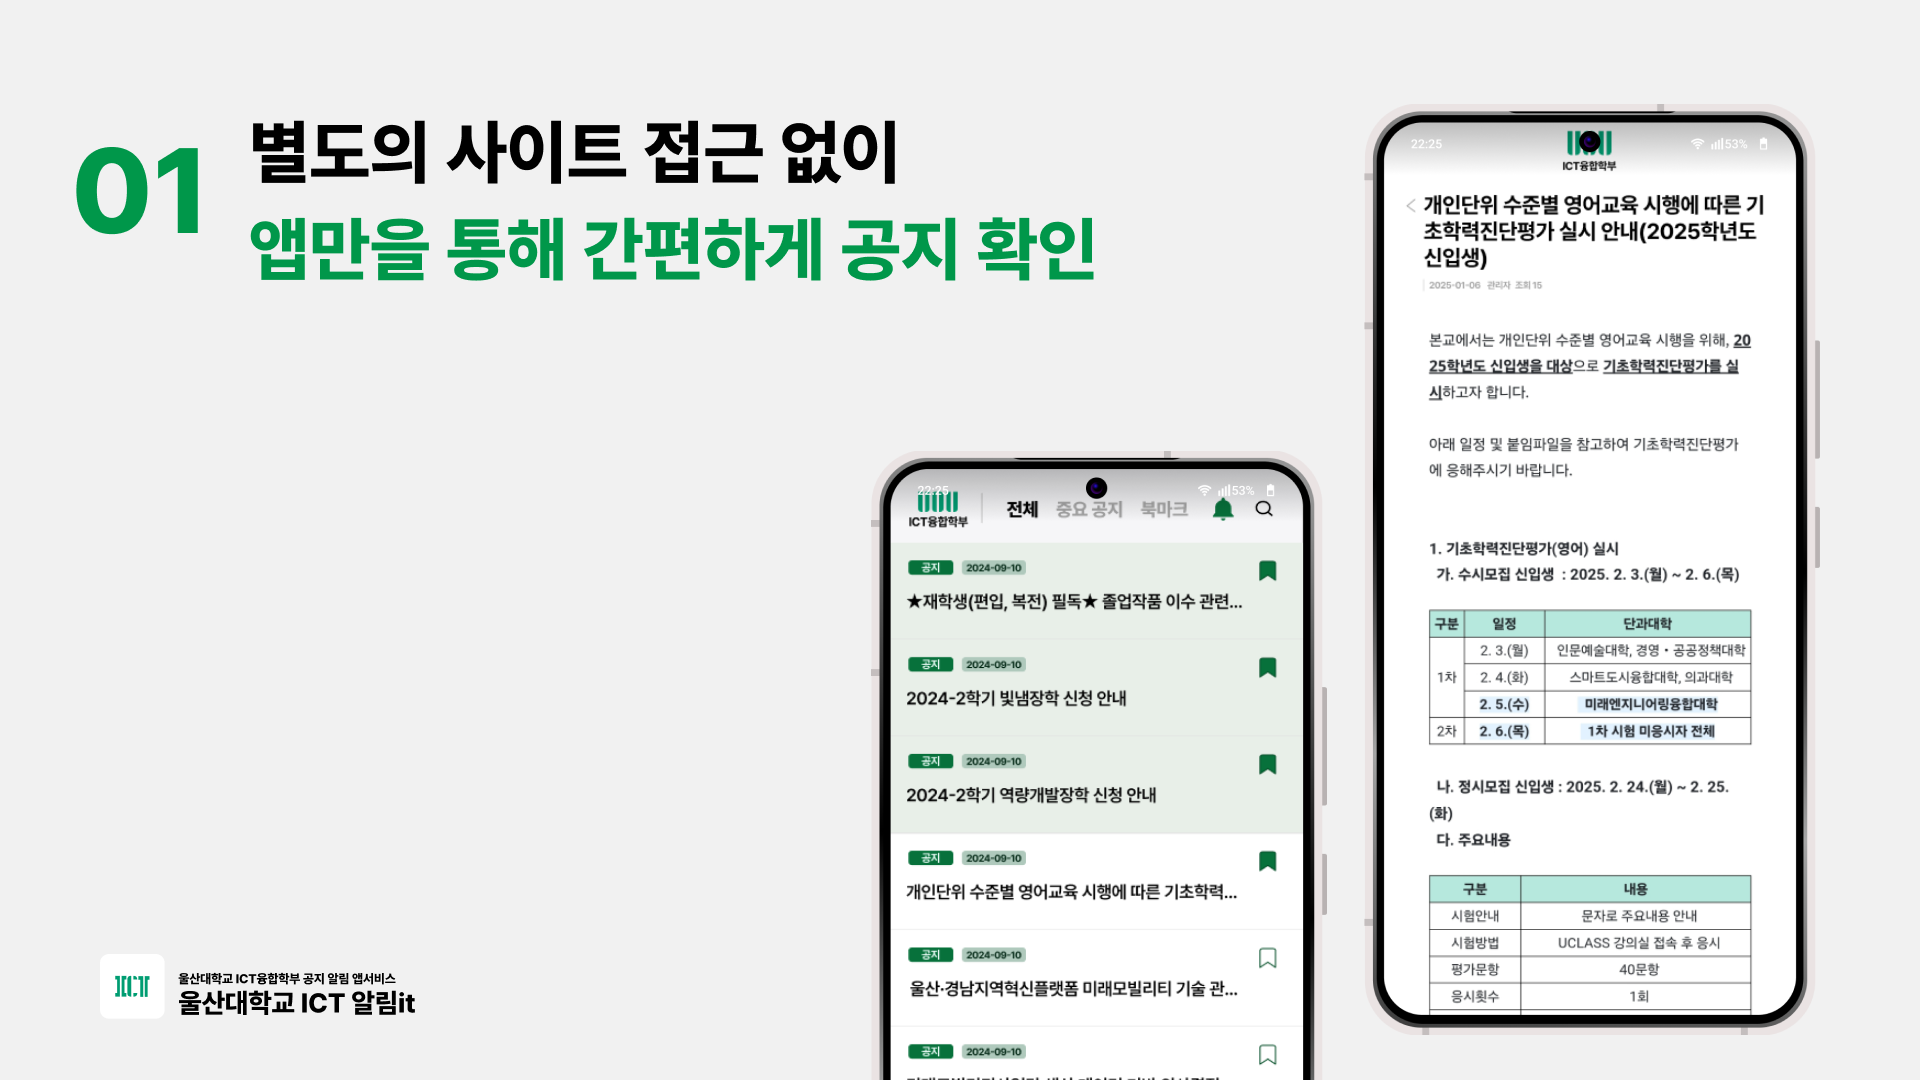 01
별도의 사이트 접근 없이
앱만을 통해 간편하게 공지 확인
22:25
53%
ICT융합학부
전체 중요 공지 북마크
공지 2024-09-10
★재학생(편입, 복전) 필독★ 졸업작품 이수 관련...
공지 2024-09-10
2024-2학기 빛냄장학 신청 안내
공지 2024-09-10
2024-2학기 역량개발장학 신청 안내
공지 2024-09-10
개인단위 수준별 영어교육 시행에 따른 기초학력...
공지 2024-09-10
울산·경남지역혁신플랫폼 미래모빌리티 기술 관...
공지 2024-09-10
22:25
53%
ICT융합학부
개인단위 수준별 영어교육 시행에 따른 기
초학력진단평가 실시 안내(2025학년도
신입생)
2025-01-06 관리자 조회 15
본교에서는 개인단위 수준별 영어교육 시행을 위해, 20
25학년도 신입생을 대상으로 기초학력진단평가를 실
시하고자 합니다.
아래 일정 및 붙임파일을 참고하여 기초학력진단평가
에 응해주시기 바랍니다.
1. 기초학력진단평가(영어) 실시
가. 수시모집 신입생 : 2025. 2. 3.(월) ~ 2. 6.(목)
구분 일정 단과대학
1차 2. 3.(월) 인문예술대학, 경영・공공정책대학
2. 4.(화) 스마트도시융합대학, 의과대학
2. 5.(수) 미래엔지니어링융합대학
2차 2. 6.(목) 1차 시험 미응시자 전체
나. 정시모집 신입생 : 2025. 2. 24.(월) ~ 2. 25.
(화)
다. 주요내용
구분 내용
시험안내 문자로 주요내용 안내
시험방법 UCLASS 강의실 접속 후 응시
평가문항 40문항
응시횟수 1회
ICT
울산대학교 ICT융합학부 공지 알림 앱서비스
울산대학교 ICT 알림it